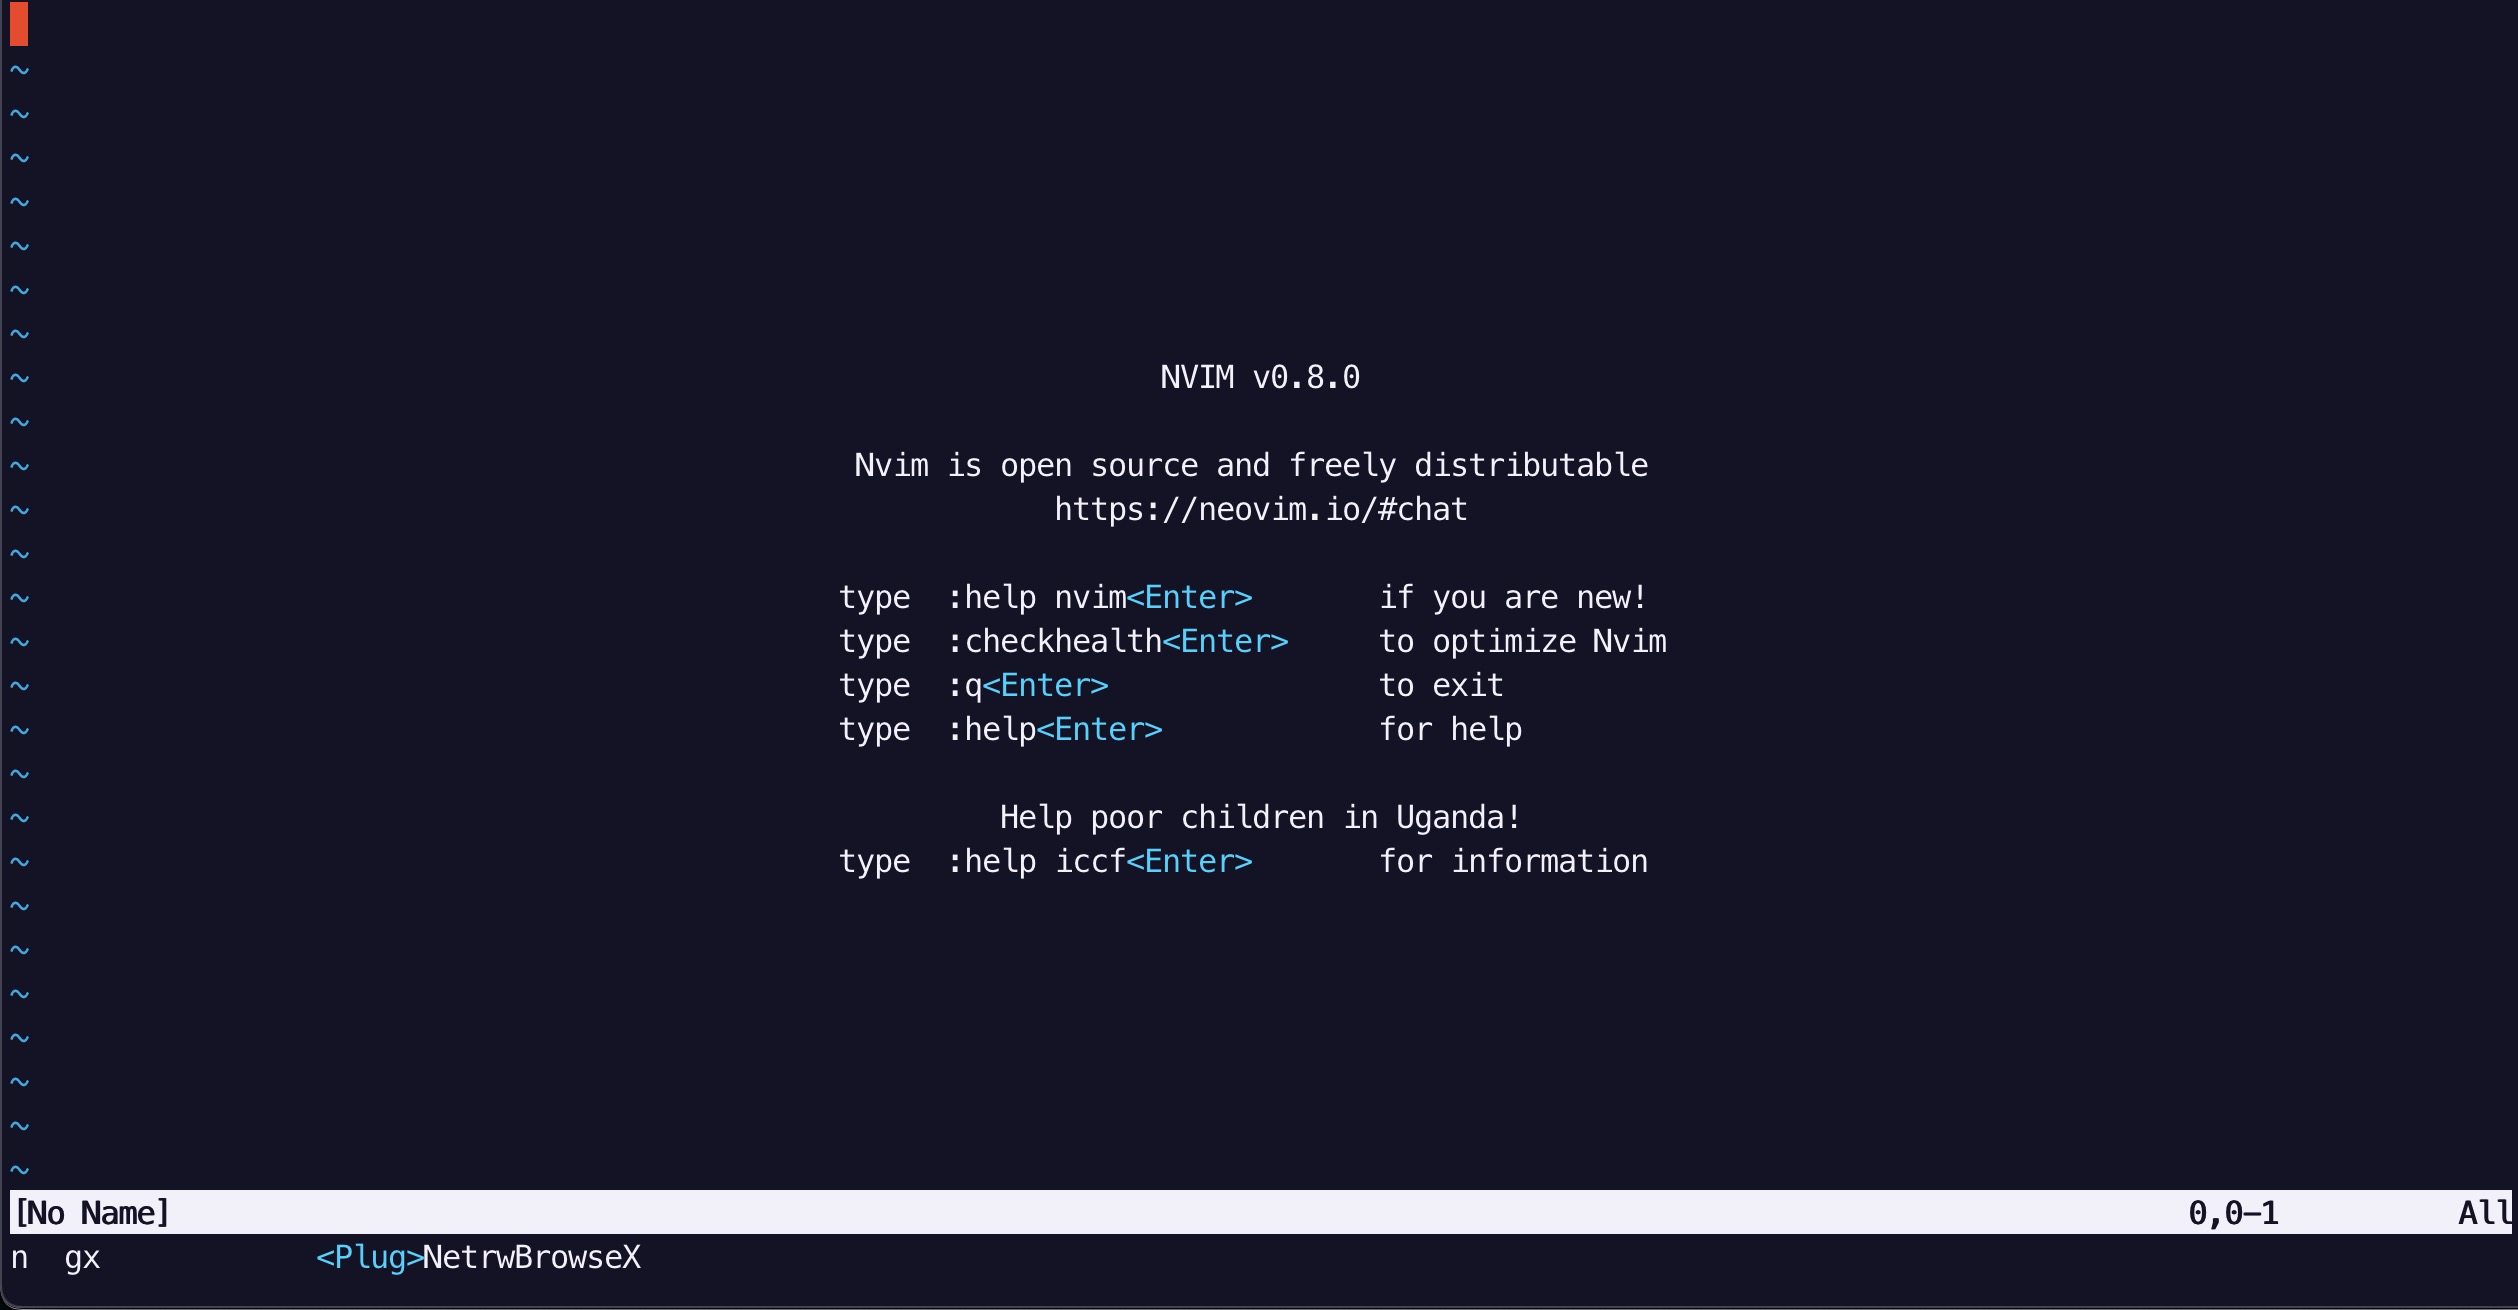 ~
~
~
~
~
~
~
~ NVIM v0.8.0
~
~ Nvim is open source and freely distributable
~ https://neovim.io/#chat
~
~ type  :help nvim<Enter>       if you are new!
~ type  :checkhealth<Enter>     to optimize Nvim
~ type  :q<Enter>               to exit
~ type  :help<Enter>            for help
~
~ Help poor children in Uganda!
~ type  :help iccf<Enter>       for information
~
~
~
~
~
~
~
[No Name] 0,0-1 All
n  gx            <Plug>NetrwBrowseX